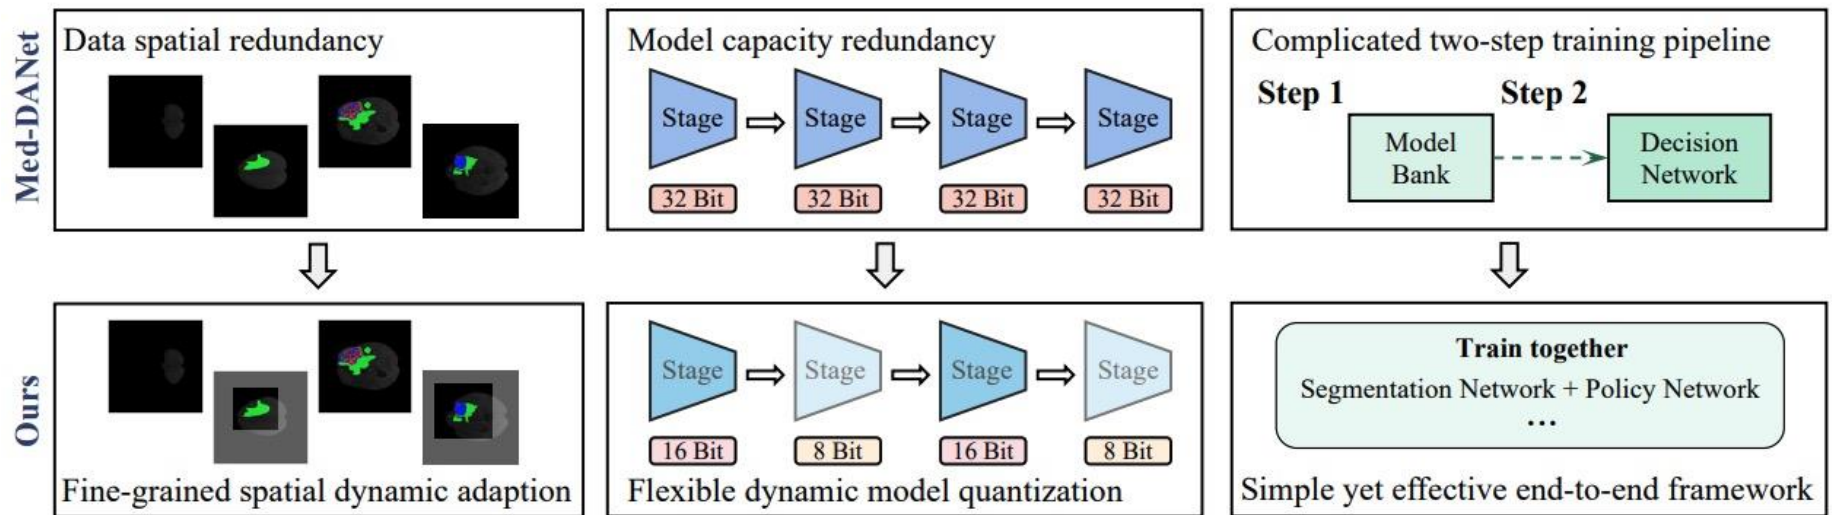 Med-DANet
Data spatial redundancy
Model capacity redundancy
Stage
Stage
Stage
Stage
32 Bit
32 Bit
32 Bit
32 Bit
Complicated two-step training pipeline
Step 1
Step 2
Model
Bank
Decision
Network
Ours
Fine-grained spatial dynamic adaption
Stage
Stage
Stage
Stage
16 Bit
8 Bit
16 Bit
8 Bit
Flexible dynamic model quantization
Train together
Segmentation Network + Policy Network
...
Simple yet effective end-to-end framework